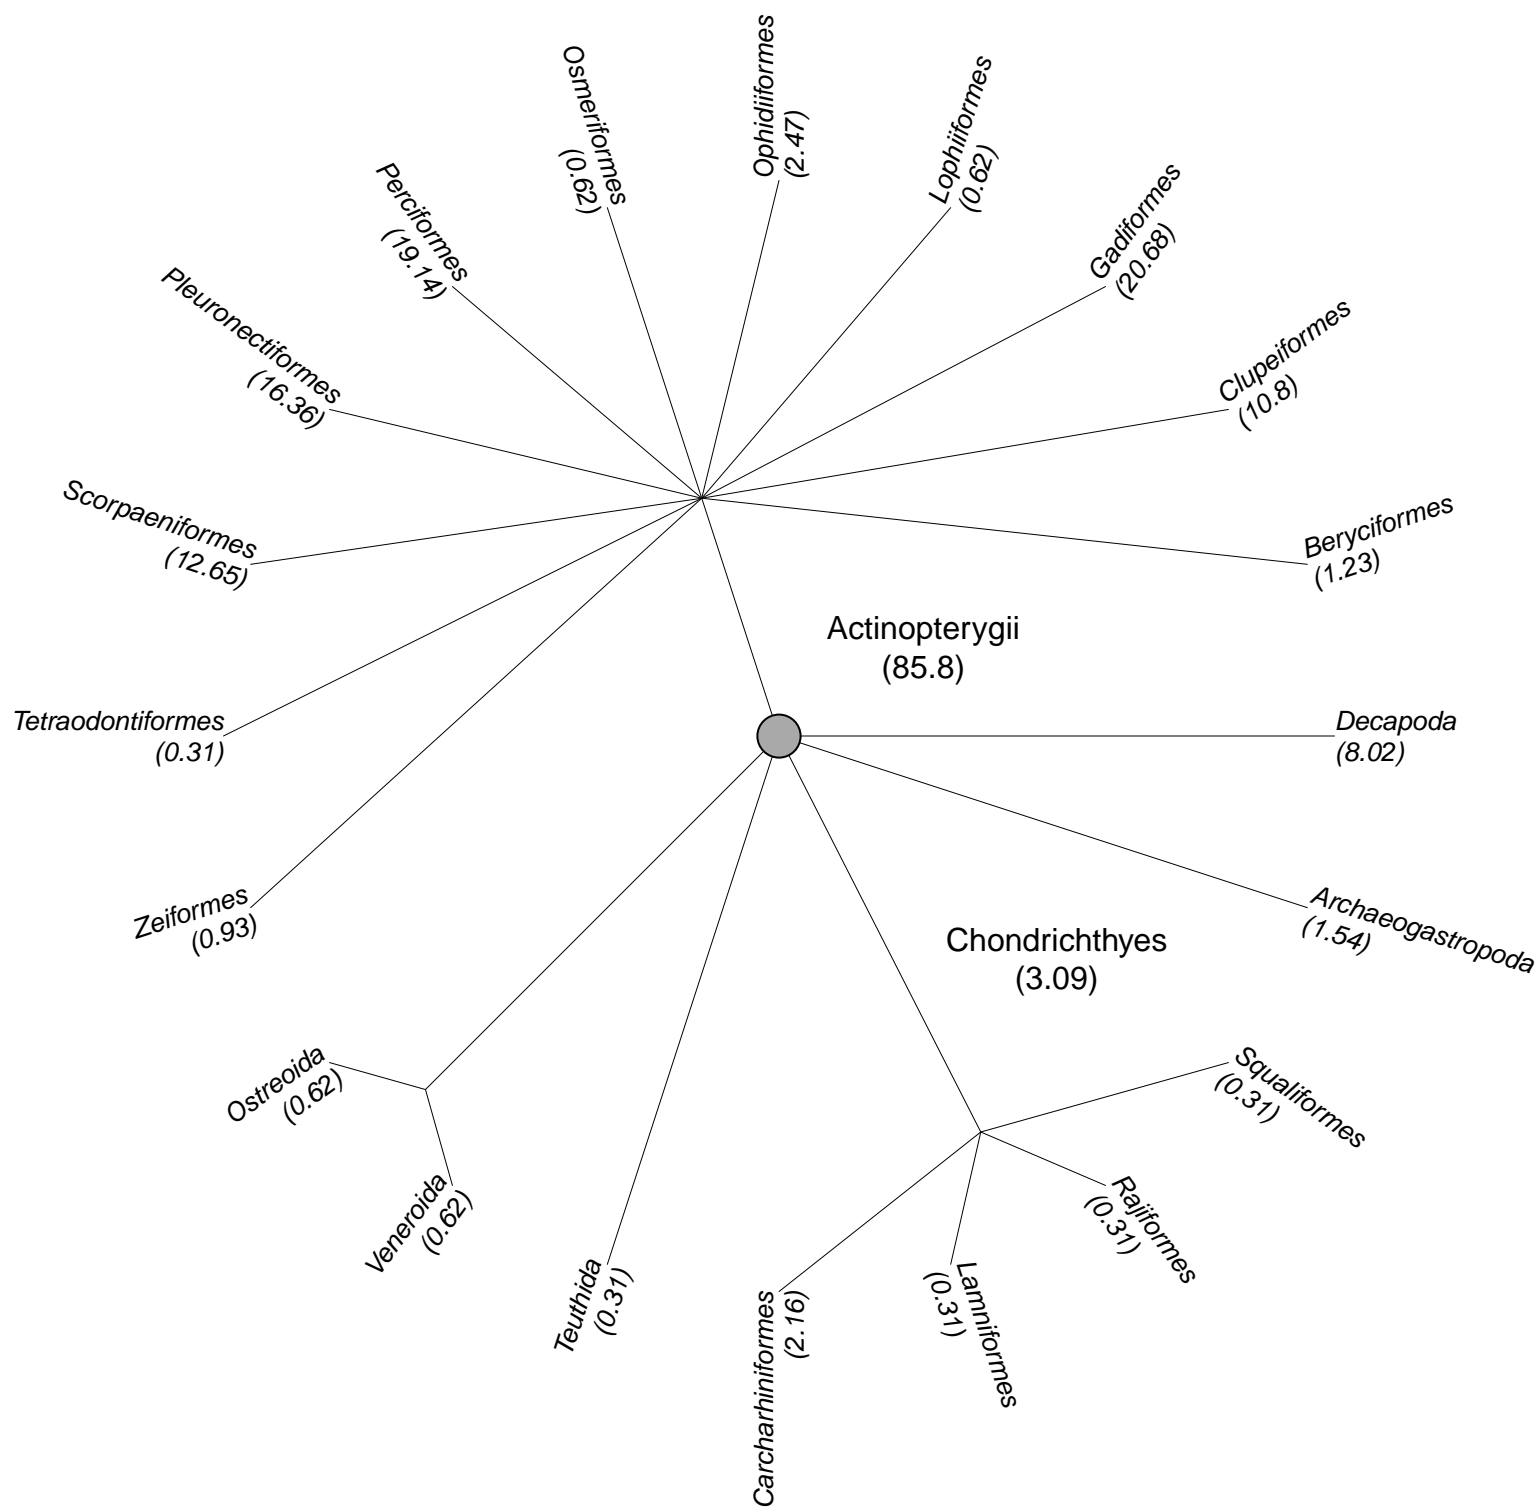 Ophidiiformes
(2.47)
Osmeriformes
(0.62)
Lophiiformes
(0.62)
Perciformes
(19.14)
Gadiformes
(20.68)
Pleuronectiformes
(16.36)
Clupeiformes
(10.8)
Scorpaeniformes
(12.65)
Beryciformes
(1.23)
Actinopterygii
(85.8)
Tetraodontiformes
(0.31)
Decapoda
(8.02)
Zeiformes
(0.93)
Archaeogastropoda
(1.54)
Chondrichthyes
(3.09)
Ostreoida
(0.62)
Squaliformes
(0.31)
Veneroida
(0.62)
Rajiformes
(0.31)
Teuthida
(0.31)
Lamniformes
(0.31)
Carcharhiniformes
(2.16)